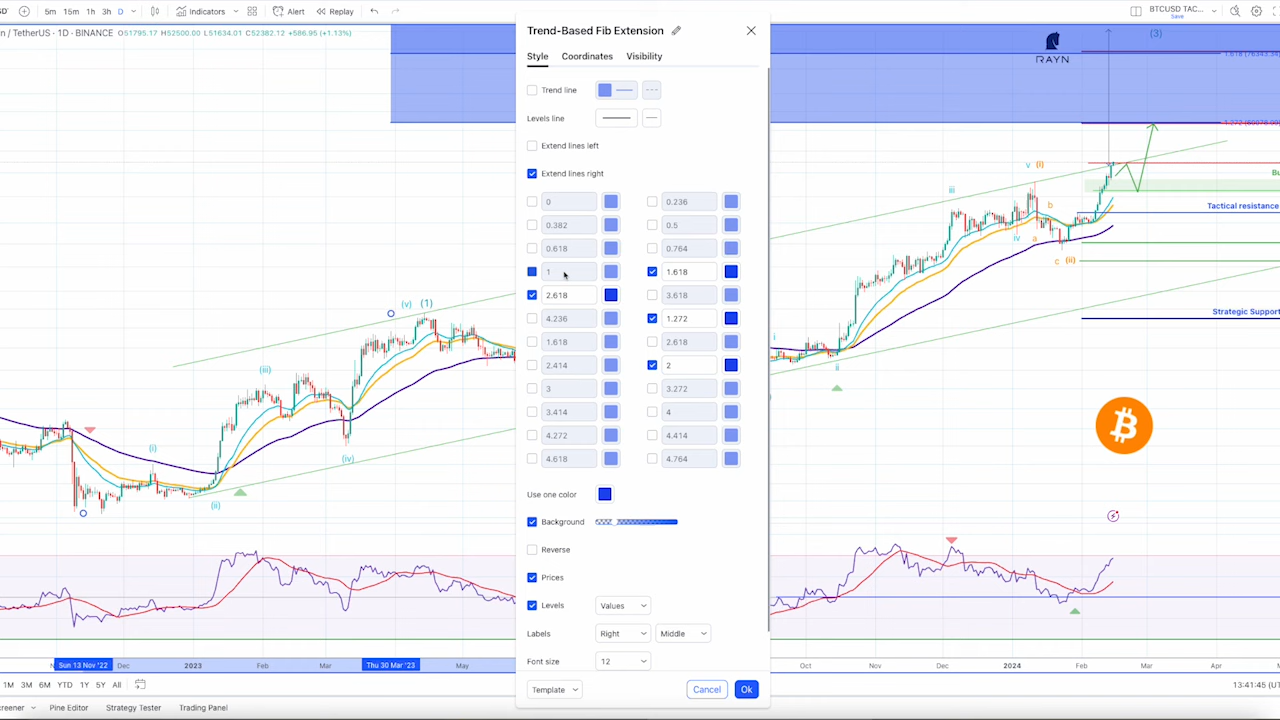 5m 15m 1h 3h D Indicators Alert Replay BTCUSD TAC...
Save
n / TetherUS · 1D · BINANCE O51795.17 H52500.00 L51634.01 C52382.12 +586.95 (+1.13%)
Trend-Based Fib Extension
Style Coordinates Visibility
Trend line
Levels line
Extend lines left
Extend lines right
0 0.236
0.382 0.5
0.618 0.764
1 1.618
2.618 3.618
4.236 1.272
1.618 2.618
2.414 2
3 3.272
3.414 4
4.272 4.414
4.618 4.764
Use one color
Background
Reverse
Prices
Levels Values
Labels Right Middle
Font size 12
Template Cancel Ok
RAYN
(3)
v (i)
iii
b
iv a
c (ii)
i
ii
Tactical resistance
Strategic Support
(v) (1)
(iii)
(i)
(iv)
(ii)
Sun 13 Nov '22 Dec 2023 Feb Mar Thu 30 Mar '23 May Oct Nov Dec 2024 Feb Mar Apr
1M 3M 6M YTD 1Y 5Y All 13:41:45 (UT
Pine Editor Strategy Tester Trading Panel